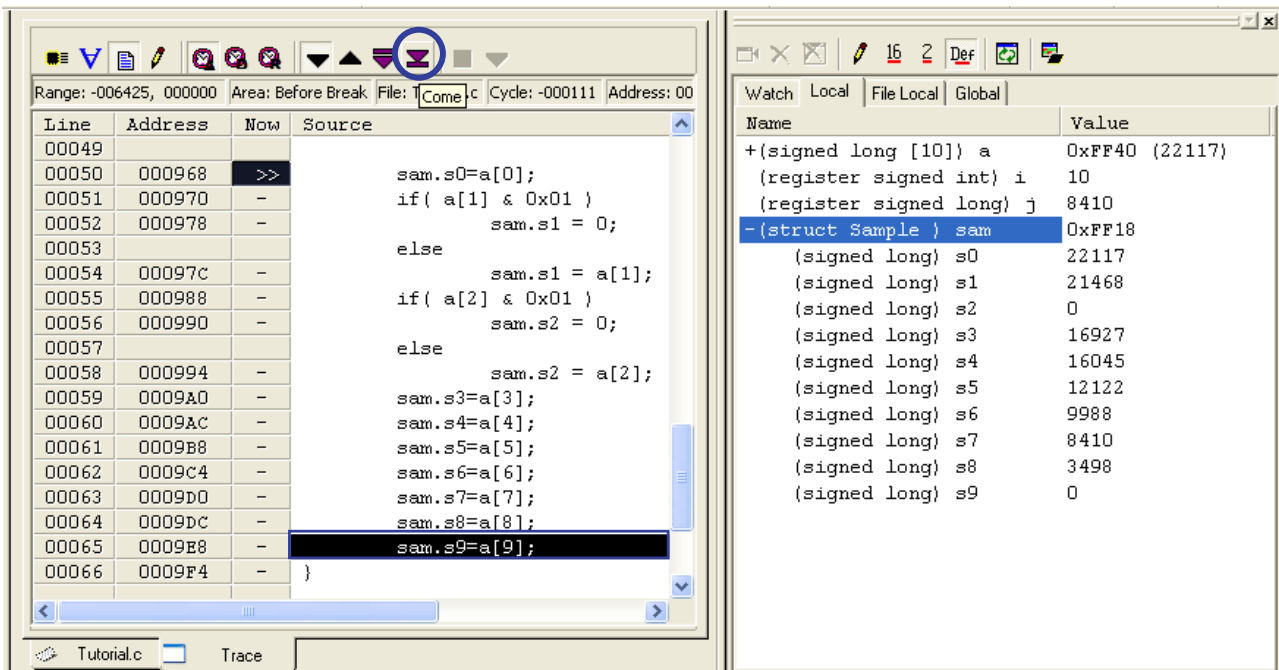 Range: -006425, 000000 Area: Before Break File: T .c Cycle: -000111 Address: 00
Come
Line Address Now Source
00049
00050 000968 >> sam.s0=a[0];
00051 000970 - if( a[1] & 0x01 )
00052 000978 - sam.s1 = 0;
00053 else
00054 00097C - sam.s1 = a[1];
00055 000988 - if( a[2] & 0x01 )
00056 000990 - sam.s2 = 0;
00057 else
00058 000994 - sam.s2 = a[2];
00059 0009A0 - sam.s3=a[3];
00060 0009AC - sam.s4=a[4];
00061 0009B8 - sam.s5=a[5];
00062 0009C4 - sam.s6=a[6];
00063 0009D0 - sam.s7=a[7];
00064 0009DC - sam.s8=a[8];
00065 0009E8 - sam.s9=a[9];
00066 0009F4 - }
Tutorial.c Trace
16 2 Def
Watch Local File Local Global
Name Value
+(signed long [10]) a 0xFF40 (22117)
(register signed int) i 10
(register signed long) j 8410
-(struct Sample ) sam 0xFF18
(signed long) s0 22117
(signed long) s1 21468
(signed long) s2 0
(signed long) s3 16927
(signed long) s4 16045
(signed long) s5 12122
(signed long) s6 9988
(signed long) s7 8410
(signed long) s8 3498
(signed long) s9 0